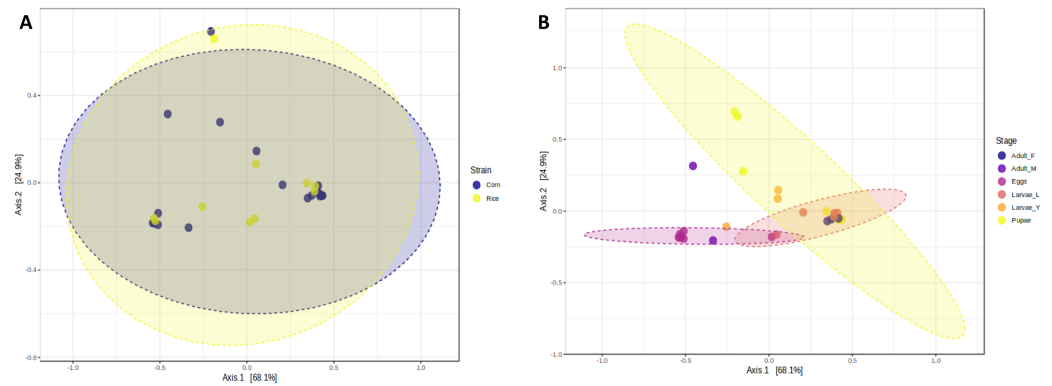 A
0.4
0.0
-0.4
-0.8
-1.0
-0.5
0.0
0.5
1.0
Axis.2 [24.9%]
Axis.1 [68.1%]
Strain
Corn
Rice
B
1.0
0.5
0.0
-0.5
-1.0
-1.0
-0.5
0.0
0.5
1.0
Axis.2 [24.9%]
Axis.1 [68.1%]
Stage
Adult_F
Adult_M
Eggs
Larvae_L
Larvae_Y
Pupae